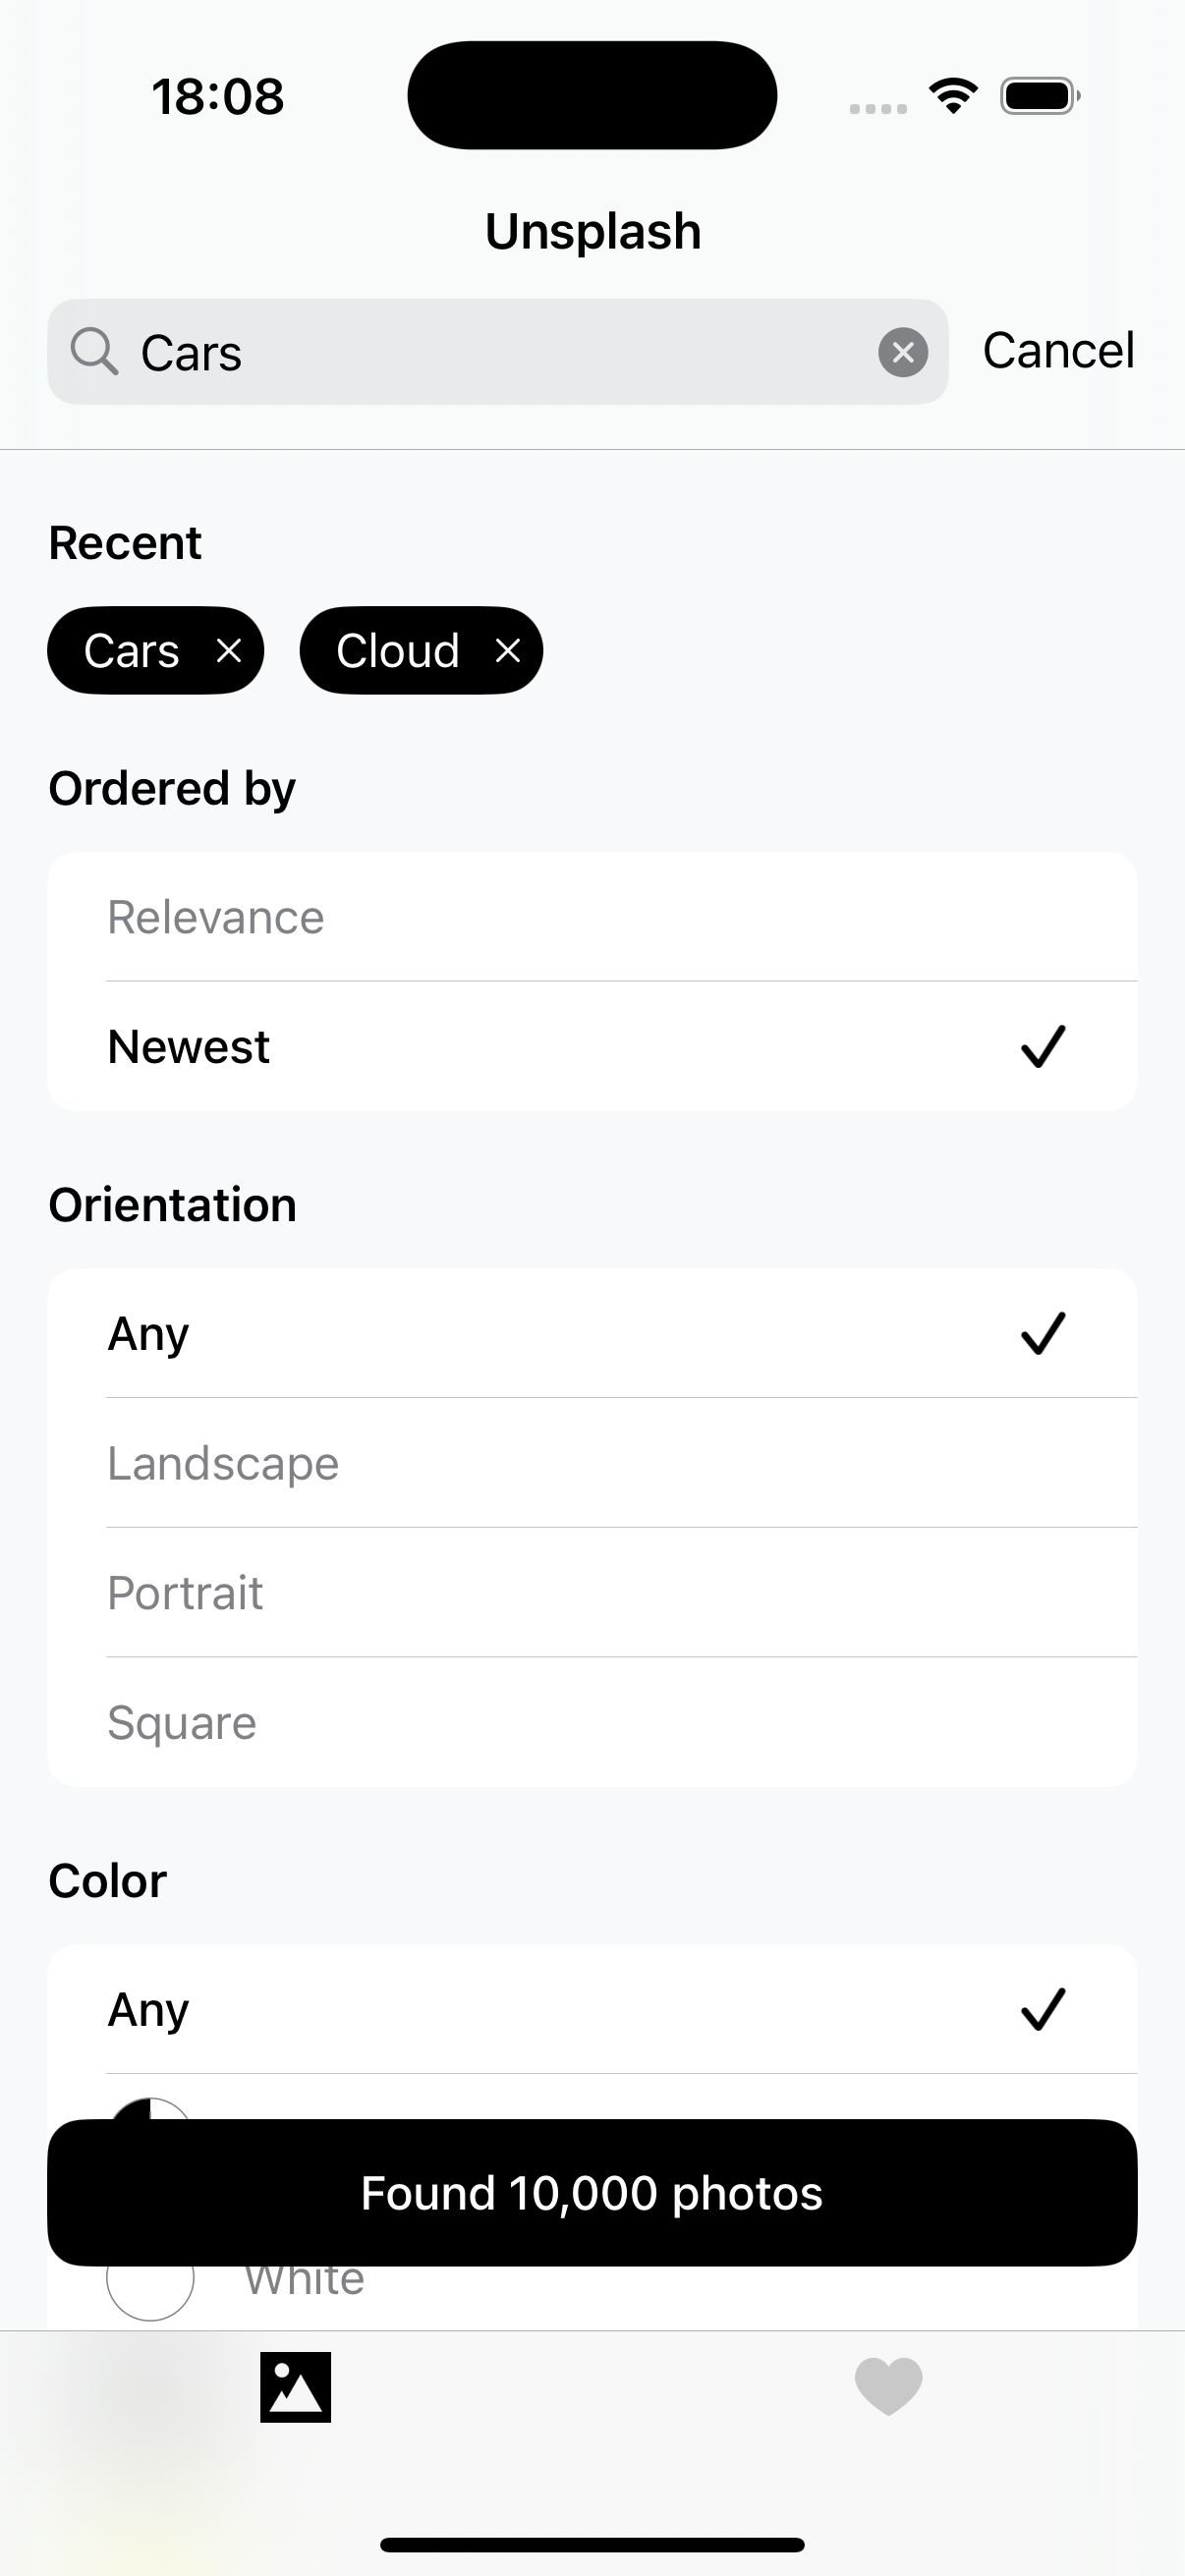 18:08
Unsplash
Cars
Cancel
Recent
Cars
Cloud
Ordered by
Relevance
Newest
Orientation
Any
Landscape
Portrait
Square
Color
Any
Found 10,000 photos
White